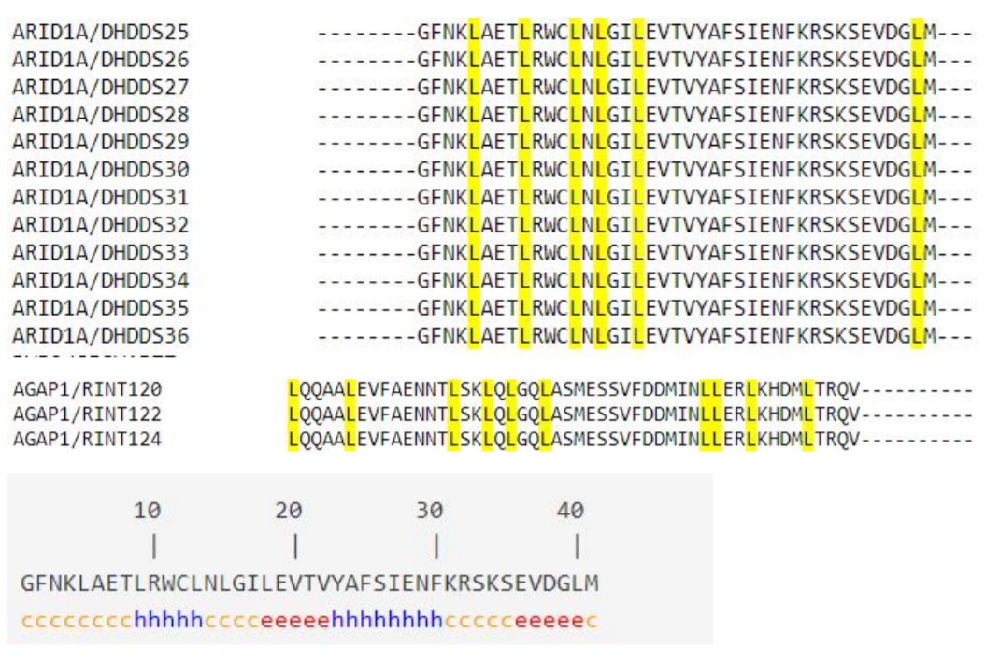 ARID1A/DHDDS25 --------GFNKLAETLRWCLNLGILEVTVYAFSIENFKRSKSEVDGLM---
ARID1A/DHDDS26 --------GFNKLAETLRWCLNLGILEVTVYAFSIENFKRSKSEVDGLM---
ARID1A/DHDDS27 --------GFNKLAETLRWCLNLGILEVTVYAFSIENFKRSKSEVDGLM---
ARID1A/DHDDS28 --------GFNKLAETLRWCLNLGILEVTVYAFSIENFKRSKSEVDGLM---
ARID1A/DHDDS29 --------GFNKLAETLRWCLNLGILEVTVYAFSIENFKRSKSEVDGLM---
ARID1A/DHDDS30 --------GFNKLAETLRWCLNLGILEVTVYAFSIENFKRSKSEVDGLM---
ARID1A/DHDDS31 --------GFNKLAETLRWCLNLGILEVTVYAFSIENFKRSKSEVDGLM---
ARID1A/DHDDS32 --------GFNKLAETLRWCLNLGILEVTVYAFSIENFKRSKSEVDGLM---
ARID1A/DHDDS33 --------GFNKLAETLRWCLNLGILEVTVYAFSIENFKRSKSEVDGLM---
ARID1A/DHDDS34 --------GFNKLAETLRWCLNLGILEVTVYAFSIENFKRSKSEVDGLM---
ARID1A/DHDDS35 --------GFNKLAETLRWCLNLGILEVTVYAFSIENFKRSKSEVDGLM---
ARID1A/DHDDS36 --------GFNKLAETLRWCLNLGILEVTVYAFSIENFKRSKSEVDGLM---
AGAP1/RINT120 LQQAALEVFAENNTLSKLQLGQLASMESSVFDDMINLLERLKHDMLTRQV----------
AGAP1/RINT122 LQQAALEVFAENNTLSKLQLGQLASMESSVFDDMINLLERLKHDMLTRQV----------
AGAP1/RINT124 LQQAALEVFAENNTLSKLQLGQLASMESSVFDDMINLLERLKHDMLTRQV----------
10 20 30 40
| | | |
GFNKLAETLRWCLNLGILEVTVYAFSIENFKRSKSEVDGLM
cccccccchhhhhcccceeeeehhhhhhhhccccceeeeec